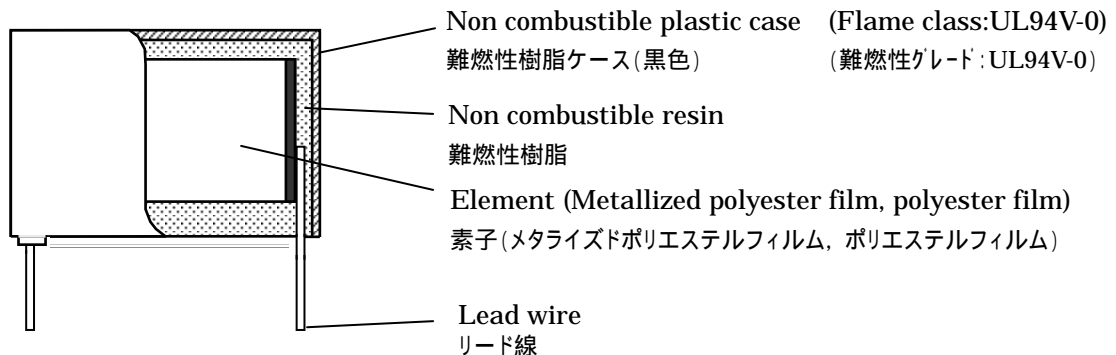 Non combustible plastic case (Flame class:UL94V-0)
難燃性樹脂ケース(黒色) (難燃性ｸﾞﾚｰﾄﾞ:UL94V-0)
Non combustible resin
難燃性樹脂
Element (Metallized polyester film, polyester film)
素子(メタライズドポリエステルフィルム, ポリエステルフィルム)
Lead wire
リード線